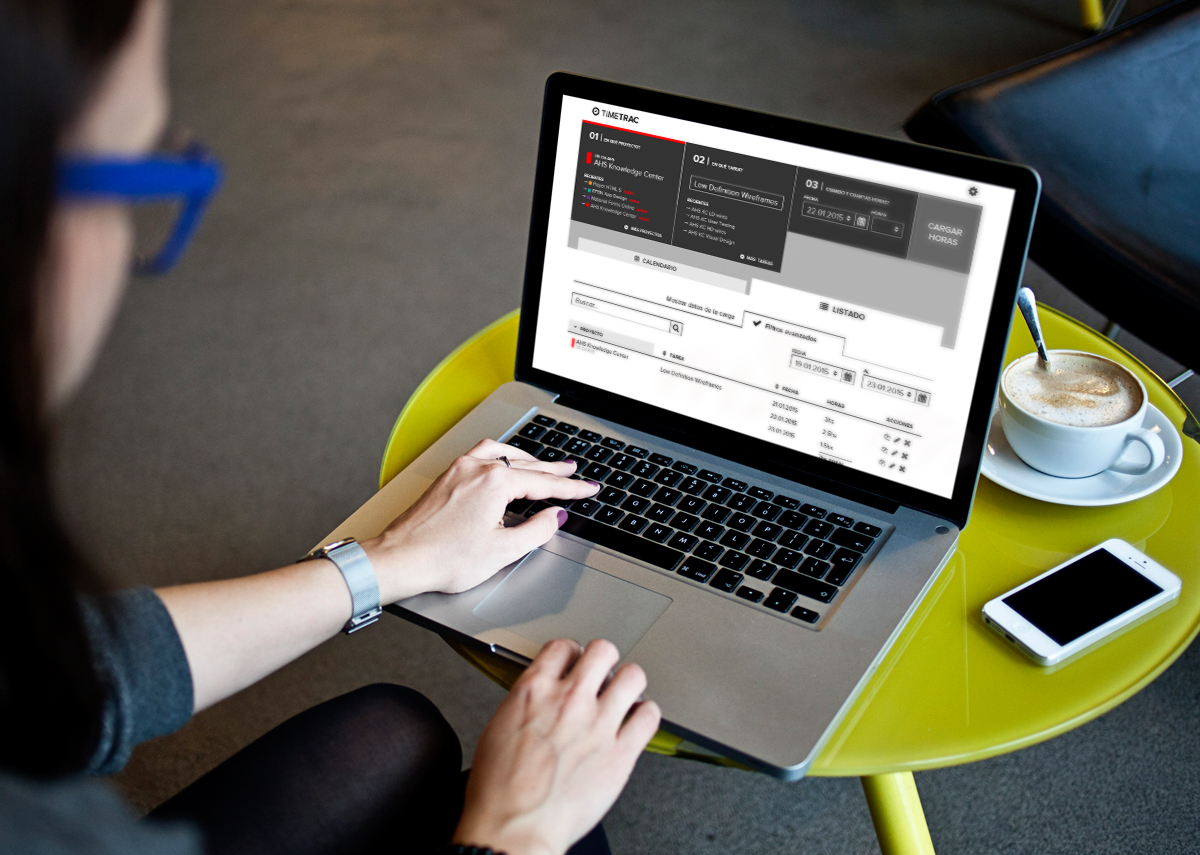 TIMETRAC
01 | EN QUÉ PROYECTO?
AHS Knowledge Center
RECIENTES
National Forms Online
AHS Knowledge Center
MÁS PROYECTOS
02 | EN QUÉ TAREA?
Low Definition Wireframes
RECIENTES
AHS KC LD wires
AHS KC User Testing
AHS KC HD wires
AHS KC Visual Design
MÁS TAREAS
03 | CUÁNDO Y CUÁNTAS HORAS?
FECHA
HORAS
22.01.2015
CARGAR
HORAS
CALENDARIO
LISTADO
Mostrar datos de la carga
Filtros avanzados
Buscar...
FECHA
19.01.2015
23.01.2015
PROYECTO
TAREA
FECHA
HORAS
ACCIONES
AHS Knowledge Center
Low Definition Wireframes
21.01.2015
3hs
22.01.2015
2.5hs
23.01.2015
1.5hs